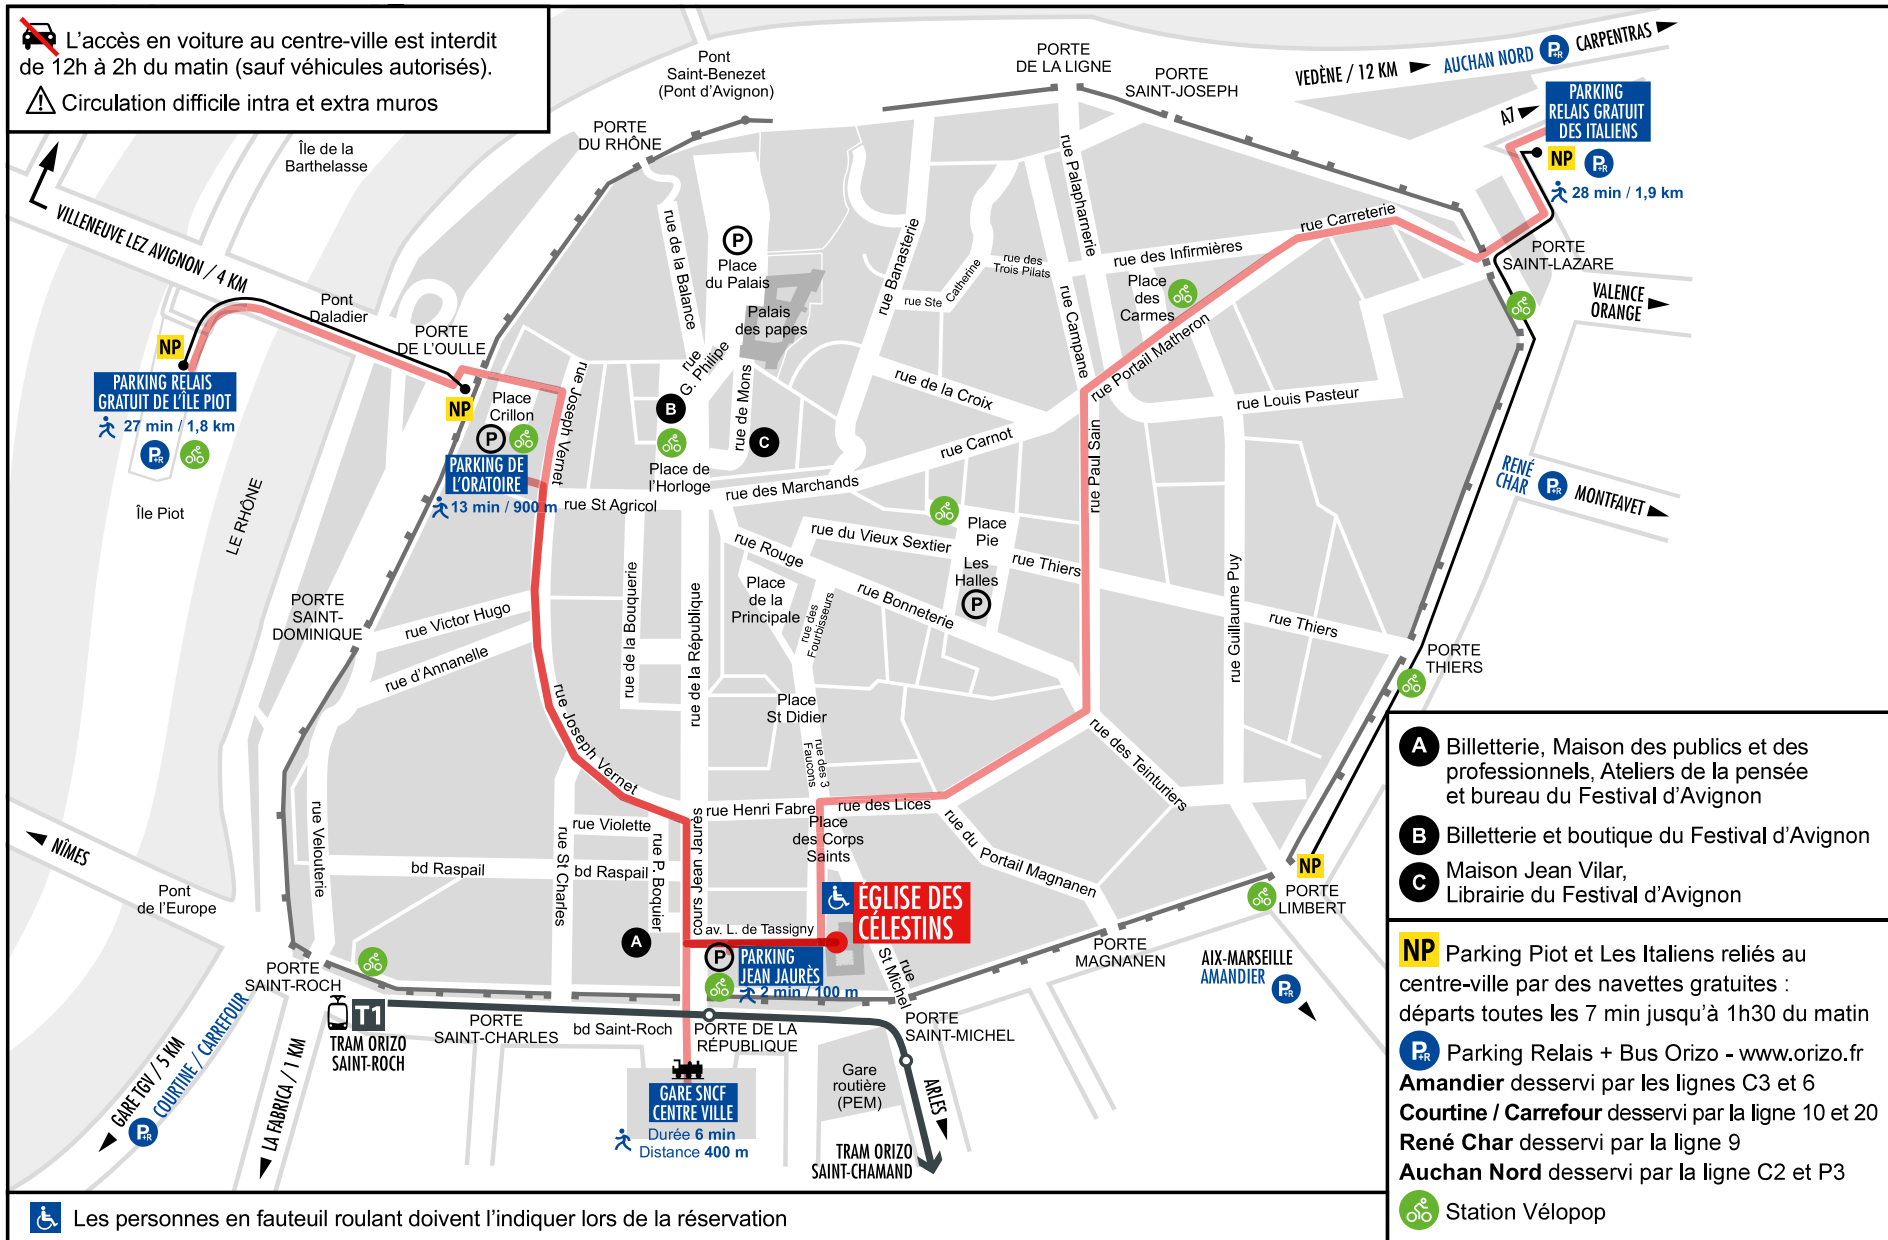 L'accès en voiture au centre-ville est interdit
de 12h à 2h du matin (sauf véhicules autorisés).
Circulation difficile intra et extra muros
Pont
Saint-Benezet
(Pont d'Avignon)
PORTE
DE LA LIGNE
PORTE
SAINT-JOSEPH
VEDÈNE / 12 KM
AUCHAN NORD
P+R
CARPENTRAS
A7
PARKING
RELAIS GRATUIT
DES ITALIENS
NP
P+R
28 min / 1,9 km
Île de la
Barthelasse
PORTE
DU RHÔNE
VILLENEUVE LEZ AVIGNON / 4 KM
Pont
Daladier
PORTE
DE L'OULLE
NP
PARKING RELAIS
GRATUIT DE L'ÎLE PIOT
27 min / 1,8 km
P+R
Île Piot
LE RHÔNE
NP
Place
Crillon
P
PARKING DE
L'ORATOIRE
13 min / 900 m
rue Joseph Vernet
rue de la Balance
P
Place
du Palais
Palais
des papes
rue
G. Philipe
rue de Mons
B
C
Place de
l'Horloge
rue St Agricol
rue des Marchands
rue Carnot
rue de la Croix
rue Banasterie
rue Ste
Catherine
rue des
Trois Pilats
rue Palapharnerie
rue Campane
rue des Infirmières
rue Carreterie
Place
des
Carmes
rue Portail Matheron
rue Louis Pasteur
PORTE
SAINT-LAZARE
VALENCE
ORANGE
RENÉ
CHAR
P+R
MONTFAVET
rue Paul Sain
rue du Vieux Sextier
Place
Pie
Les
Halles
P
rue Thiers
rue Thiers
rue Guillaume Puy
PORTE
THIERS
rue Rouge
rue Bonneterie
Place
de la
Principale
rue des
Fourbisseurs
rue de la République
rue de la Bouquerie
PORTE
SAINT-
DOMINIQUE
rue Victor Hugo
rue d'Annanelle
rue Joseph Vernet
Place
St Didier
rue des 3
Faucons
rue des Teinturiers
rue Henri Fabre
rue des Lices
Place
des Corps
Saints
rue du Portail Magnanen
rue Violette
rue P. Boquier
rue St Charles
bd Raspail
bd Raspail
rue Velouterie
cours Jean Jaurès
av. L. de Tassigny
A
P
PARKING
JEAN JAURÈS
2 min / 100 m
ÉGLISE DES
CÉLESTINS
rue
St Michel
PORTE
MAGNANEN
NP
PORTE
LIMBERT
AIX-MARSEILLE
AMANDIER
P+R
NÎMES
Pont
de l'Europe
PORTE
SAINT-ROCH
T1
TRAM ORIZO
SAINT-ROCH
PORTE
SAINT-CHARLES
bd Saint-Roch
PORTE DE LA
RÉPUBLIQUE
PORTE
SAINT-MICHEL
Gare
routière
(PEM)
ARLES
TRAM ORIZO
SAINT-CHAMAND
GARE SNCF
CENTRE VILLE
Durée 6 min
Distance 400 m
GARE TGV / 5 KM
COURTINE / CARREFOUR
P+R
LA FABRICA / 1 KM
A Billetterie, Maison des publics et des
professionnels, Ateliers de la pensée
et bureau du Festival d'Avignon
B Billetterie et boutique du Festival d'Avignon
C Maison Jean Vilar,
Librairie du Festival d'Avignon
NP Parking Piot et Les Italiens reliés au
centre-ville par des navettes gratuites :
départs toutes les 7 min jusqu'à 1h30 du matin
P+R Parking Relais + Bus Orizo - www.orizo.fr
Amandier desservi par les lignes C3 et 6
Courtine / Carrefour desservi par la ligne 10 et 20
René Char desservi par la ligne 9
Auchan Nord desservi par la ligne C2 et P3
Station Vélopop
Les personnes en fauteuil roulant doivent l'indiquer lors de la réservation